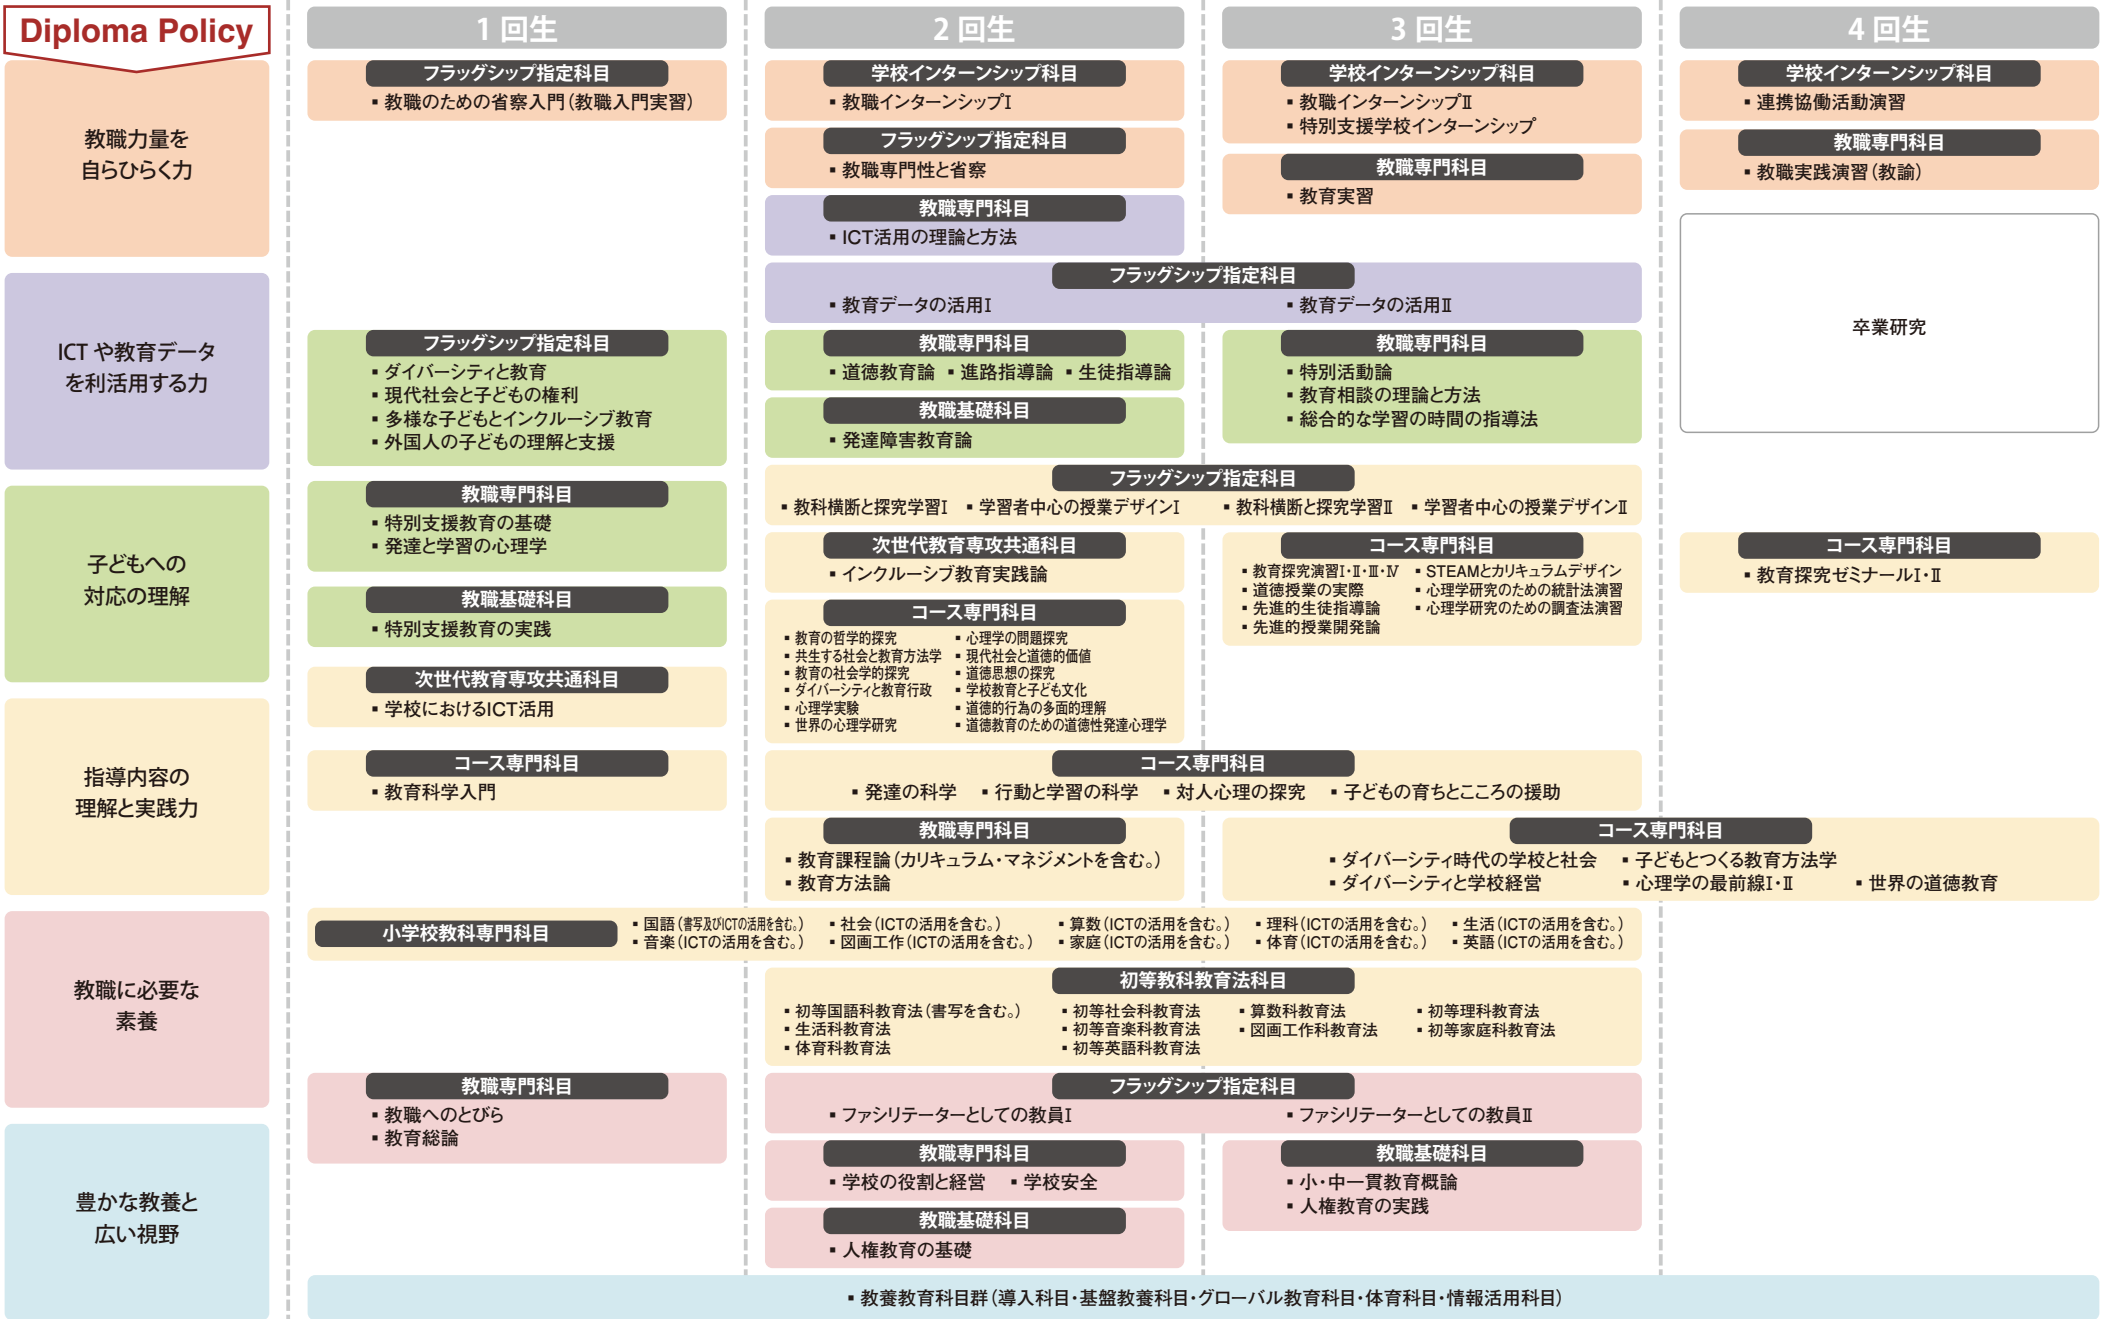 Diploma Policy
1 回生
2 回生
3 回生
4 回生
教職力量を
自らひらく力
ICT や教育データ
を利活用する力
子どもへの
対応の理解
指導内容の
理解と実践力
教職に必要な
素養
豊かな教養と
広い視野
フラッグシップ指定科目
▪ 教職のための省察入門（教職入門実習）
フラッグシップ指定科目
▪ ダイバーシティと教育
▪ 現代社会と子どもの権利
▪ 多様な子どもとインクルーシブ教育
▪ 外国人の子どもの理解と支援
教職専門科目
▪ 特別支援教育の基礎
▪ 発達と学習の心理学
教職基礎科目
▪ 特別支援教育の実践
次世代教育専攻共通科目
▪ 学校におけるICT活用
コース専門科目
▪ 教育科学入門
学校インターンシップ科目
▪ 教職インターンシップⅠ
フラッグシップ指定科目
▪ 教職専門性と省察
教職専門科目
▪ ICT活用の理論と方法
学校インターンシップ科目
▪ 教職インターンシップⅡ
▪ 特別支援学校インターンシップ
教職専門科目
▪ 教育実習
学校インターンシップ科目
▪ 連携協働活動演習
教職専門科目
▪ 教職実践演習（教諭）
卒業研究
フラッグシップ指定科目
▪ 教育データの活用Ⅰ ▪ 教育データの活用Ⅱ
教職専門科目
▪ 道徳教育論 ▪ 進路指導論 ▪ 生徒指導論
教職基礎科目
▪ 発達障害教育論
教職専門科目
▪ 特別活動論
▪ 教育相談の理論と方法
▪ 総合的な学習の時間の指導法
フラッグシップ指定科目
▪ 教科横断と探究学習Ⅰ ▪ 学習者中心の授業デザインⅠ ▪ 教科横断と探究学習Ⅱ ▪ 学習者中心の授業デザインⅡ
次世代教育専攻共通科目
▪ インクルーシブ教育実践論
コース専門科目
▪ 教育の哲学的探究 ▪ 心理学の問題探究
▪ 共生する社会と教育方法学 ▪ 現代社会と道徳的価値
▪ 教育の社会学的探究 ▪ 道徳思想の探究
▪ ダイバーシティと教育行政 ▪ 学校教育と子ども文化
▪ 心理学実験 ▪ 道徳的行為の多面的理解
▪ 世界の心理学研究 ▪ 道徳教育のための道徳性発達心理学
コース専門科目
▪ 教育探究演習Ⅰ・Ⅱ・Ⅲ・Ⅳ ▪ STEAMとカリキュラムデザイン
▪ 道徳授業の実際 ▪ 心理学研究のための統計法演習
▪ 先進的生徒指導論 ▪ 心理学研究のための調査法演習
▪ 先進的授業開発論
コース専門科目
▪ 教育探究ゼミナールⅠ・Ⅱ
コース専門科目
▪ 発達の科学 ▪ 行動と学習の科学 ▪ 対人心理の探究 ▪ 子どもの育ちとこころの援助
教職専門科目
▪ 教育課程論（カリキュラム・マネジメントを含む。）
▪ 教育方法論
コース専門科目
▪ ダイバーシティ時代の学校と社会 ▪ 子どもとつくる教育方法学
▪ ダイバーシティと学校経営 ▪ 心理学の最前線Ⅰ・Ⅱ ▪ 世界の道徳教育
小学校教科専門科目
▪ 国語（書写及びICTの活用を含む。） ▪ 社会（ICTの活用を含む。） ▪ 算数（ICTの活用を含む。） ▪ 理科（ICTの活用を含む。） ▪ 生活（ICTの活用を含む。）
▪ 音楽（ICTの活用を含む。） ▪ 図画工作（ICTの活用を含む。） ▪ 家庭（ICTの活用を含む。） ▪ 体育（ICTの活用を含む。） ▪ 英語（ICTの活用を含む。）
初等教科教育法科目
▪ 初等国語科教育法（書写を含む。） ▪ 初等社会科教育法 ▪ 算数科教育法 ▪ 初等理科教育法
▪ 生活科教育法 ▪ 初等音楽科教育法 ▪ 図画工作科教育法 ▪ 初等家庭科教育法
▪ 体育科教育法 ▪ 初等英語科教育法
教職専門科目
▪ 教職へのとびら
▪ 教育総論
フラッグシップ指定科目
▪ ファシリテーターとしての教員Ⅰ ▪ ファシリテーターとしての教員Ⅱ
教職専門科目
▪ 学校の役割と経営 ▪ 学校安全
教職基礎科目
▪ 人権教育の基礎
教職基礎科目
▪ 小・中一貫教育概論
▪ 人権教育の実践
▪ 教養教育科目群（導入科目・基盤教養科目・グローバル教育科目・体育科目・情報活用科目）